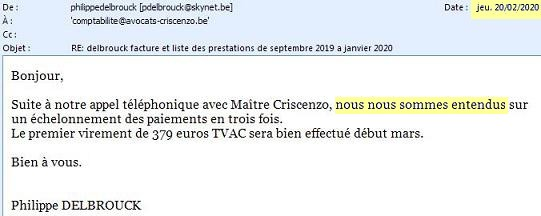 De : philippedelbrouck [pdelbrouck@skynet.be] Date : jeu. 20/02/2020
À : 'comptabilite@avocats-criscenzo.be'
Cc :
Objet : RE: delbrouck facture et liste des prestations de septembre 2019 a janvier 2020
Bonjour,
Suite à notre appel téléphonique avec Maître Criscenzo, nous nous sommes entendus sur
un échelonnement des paiements en trois fois.
Le premier virement de 379 euros TVAC sera bien effectué début mars.
Bien à vous.
Philippe DELBROUCK